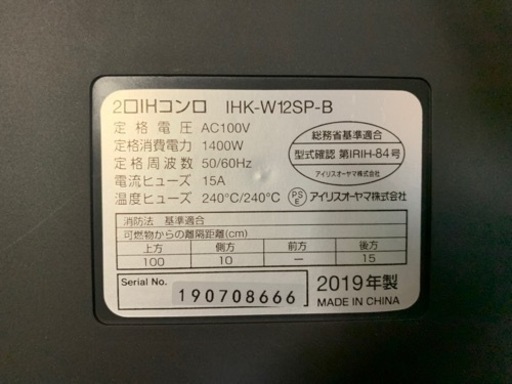 2口IHコンロ IHK-W12SP-B
定格電圧 AC100V
定格消費電力 1400W
定格周波数 50/60Hz
電流ヒューズ 15A
温度ヒューズ 240°C/240°C
総務省基準適合
型式確認 第IRIH-84号
アイリスオーヤマ株式会社
PSE アイリスオーヤマ株式会社
消防法 基準適合
可燃物からの離隔距離(cm)
上方 側方 前方 後方
100 10 — 15
Serial No. 190708666
2019年製
MADE IN CHINA